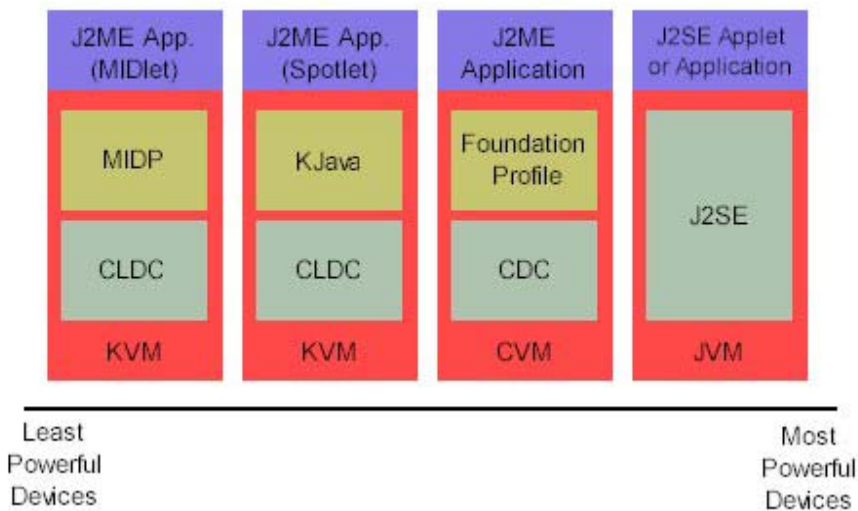 J2ME App.
(MIDlet)
J2ME App.
(Spotlet)
J2ME
Application
J2SE Applet
or Application
MIDP
KJava
Foundation
Profile
J2SE
CLDC
CLDC
CDC
KVM
KVM
CVM
JVM
Least
Powerful
Devices
Most
Powerful
Devices